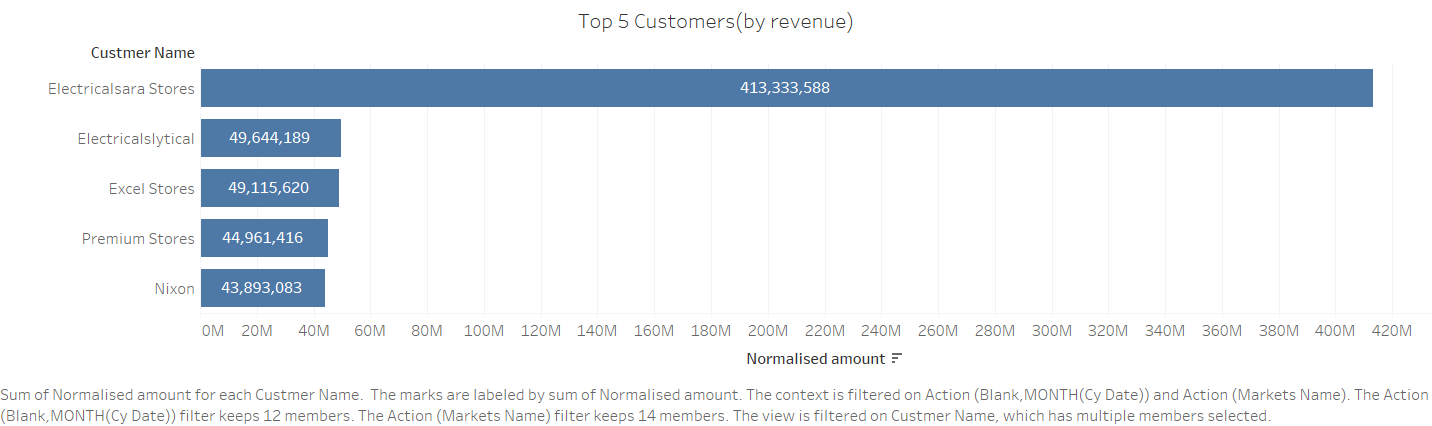 Top 5 Customers(by revenue)
Custmer Name
Electricalsara Stores 413,333,588
Electricalslytical 49,644,189
Excel Stores 49,115,620
Premium Stores 44,961,416
Nixon 43,893,083
0M 20M 40M 60M 80M 100M 120M 140M 160M 180M 200M 220M 240M 260M 280M 300M 320M 340M 360M 380M 400M 420M
Normalised amount
Sum of Normalised amount for each Custmer Name.  The marks are labeled by sum of Normalised amount. The context is filtered on Action (Blank,MONTH(Cy Date)) and Action (Markets Name). The Action
(Blank,MONTH(Cy Date)) filter keeps 12 members. The Action (Markets Name) filter keeps 14 members. The view is filtered on Custmer Name, which has multiple members selected.